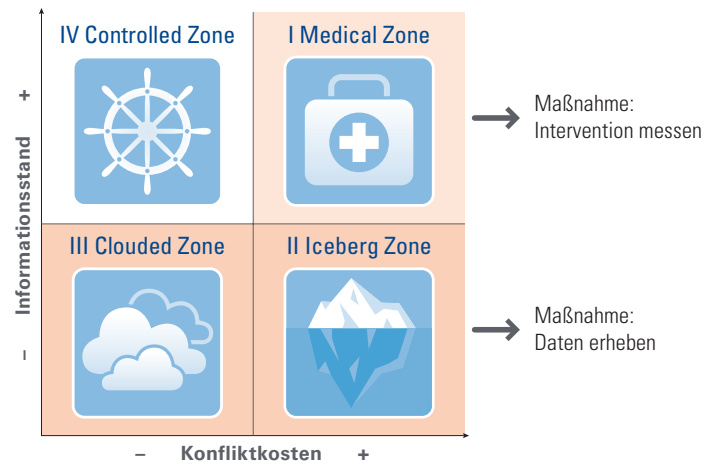 IV Controlled Zone
I Medical Zone
Maßnahme:
Intervention messen
III Clouded Zone
II Iceberg Zone
Maßnahme:
Daten erheben
– Informationsstand +
– Konfliktkosten +